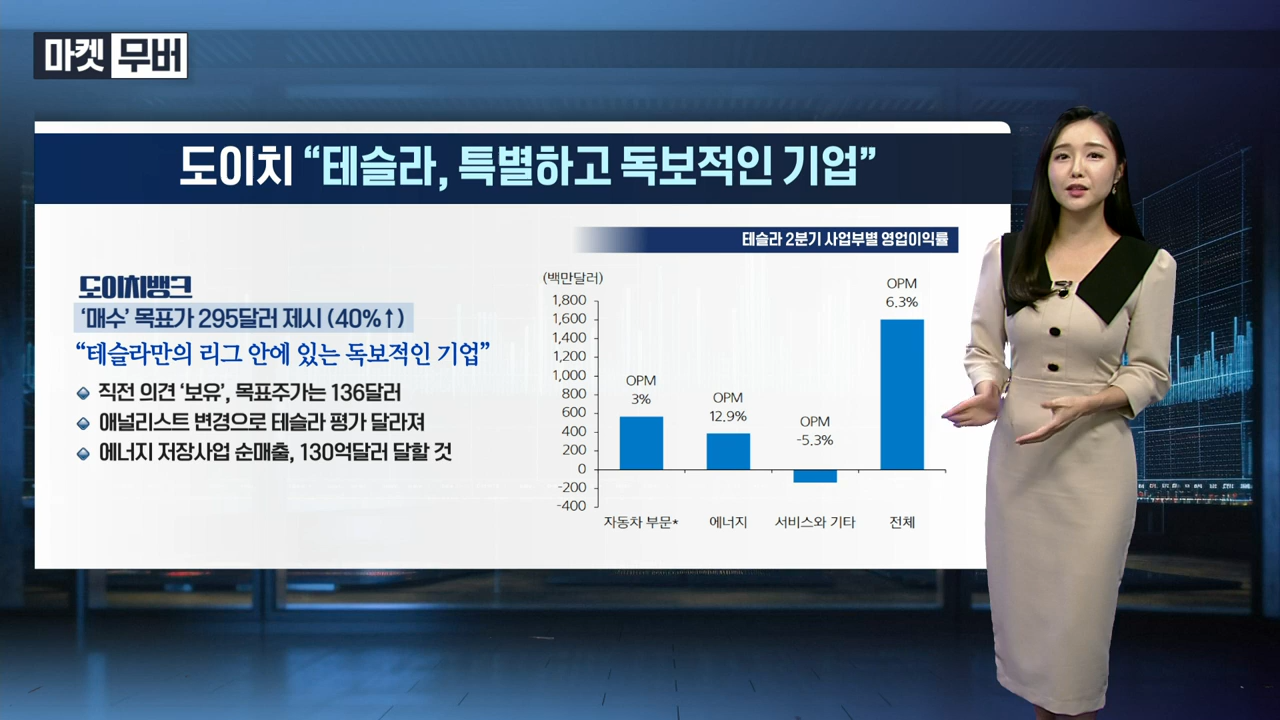 마켓무버
도이치 “테슬라, 특별하고 독보적인 기업”
도이치뱅크
‘매수’ 목표가 295달러 제시 (40%↑)
“테슬라만의 리그 안에 있는 독보적인 기업”
직전 의견 ‘보유’, 목표주가는 136달러
애널리스트 변경으로 테슬라 평가 달라져
에너지 저장사업 순매출, 130억달러 달할 것
테슬라 2분기 사업부별 영업이익률
(백만달러)
1,800
1,600
1,400
1,200
1,000
800
600
400
200
0
-200
-400
OPM
3%
OPM
12.9%
OPM
-5.3%
OPM
6.3%
자동차 부문*
에너지
서비스와 기타
전체